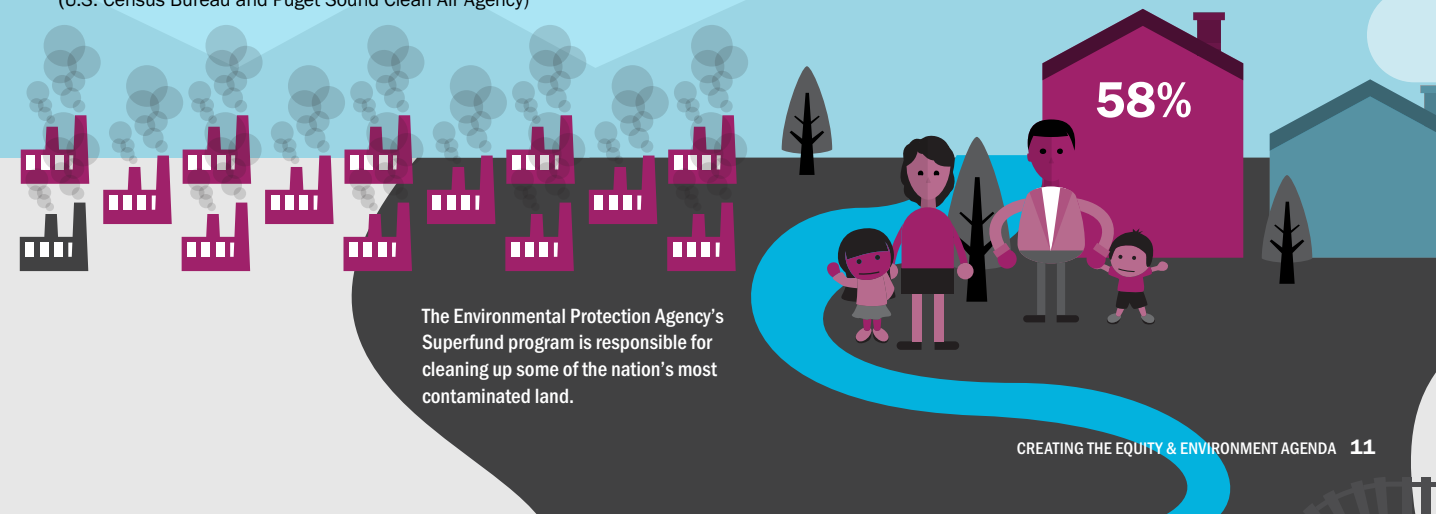 (U.S. Census Bureau and Puget Sound Clean Air Agency)
58%
The Environmental Protection Agency’s
Superfund program is responsible for
cleaning up some of the nation’s most
contaminated land.
CREATING THE EQUITY & ENVIRONMENT AGENDA 11